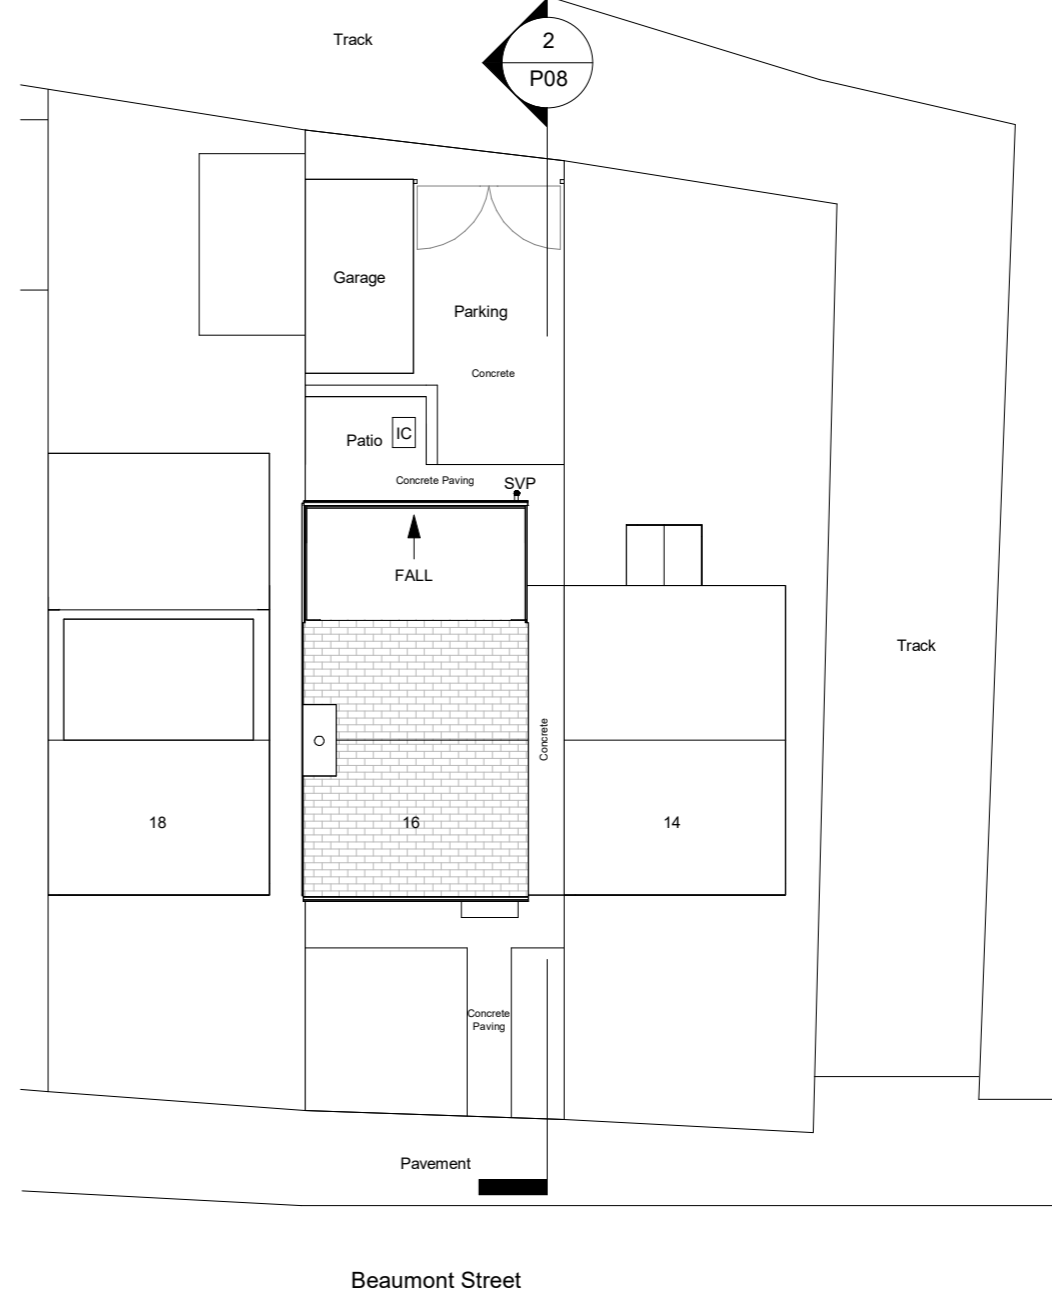 Track
2
P08
Garage
Parking
Concrete
Patio
IC
Concrete Paving
SVP
FALL
Track
Concrete
18
16
14
Concrete
Paving
Pavement
Beaumont Street